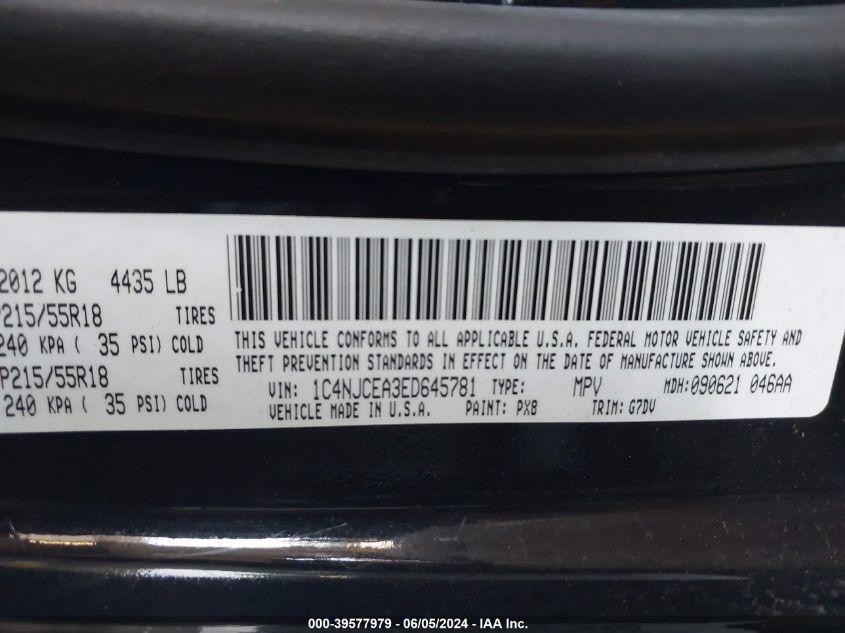 2012 KG 4435 LB
P215/55R18 TIRES
240 KPA ( 35 PSI) COLD
P215/55R18 TIRES
240 KPA ( 35 PSI) COLD
THIS VEHICLE CONFORMS TO ALL APPLICABLE U.S.A. FEDERAL MOTOR VEHICLE SAFETY AND
THEFT PREVENTION STANDARDS IN EFFECT ON THE DATE OF MANUFACTURE SHOWN ABOVE.
VIN: 1C4NJCEA3ED645781 TYPE: MPV MDH: 090621 046AA
VEHICLE MADE IN U.S.A. PAINT: PX8 TRIM: G7DV
000-39577979 - 06/05/2024 - IAA Inc.